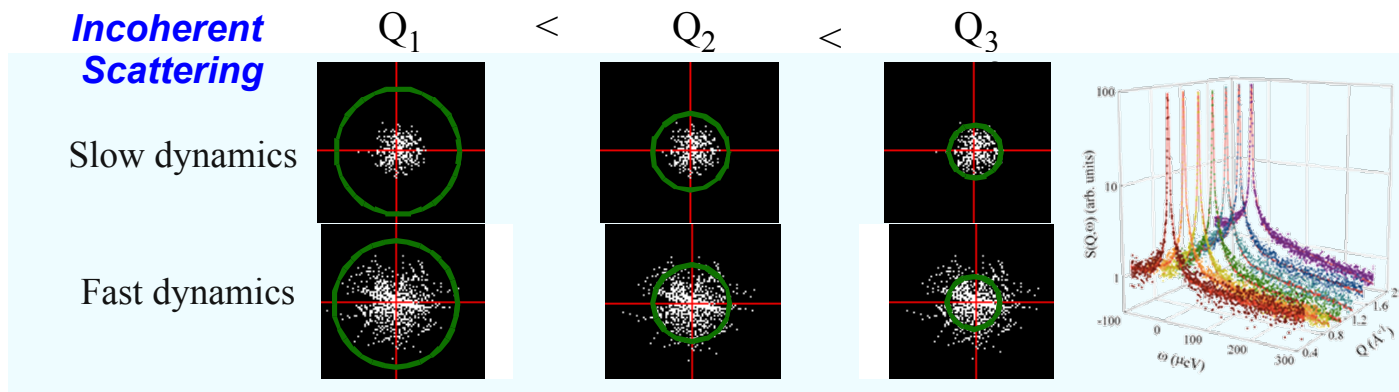 Incoherent
Scattering
Q1 < Q2 < Q3
Slow dynamics
Fast dynamics
S(Q,ω) (arb. units)
100
10
1
-100
0
100
200
300
ω (μeV)
0.4
0.8
1.2
1.6
2
Q (Å⁻¹)